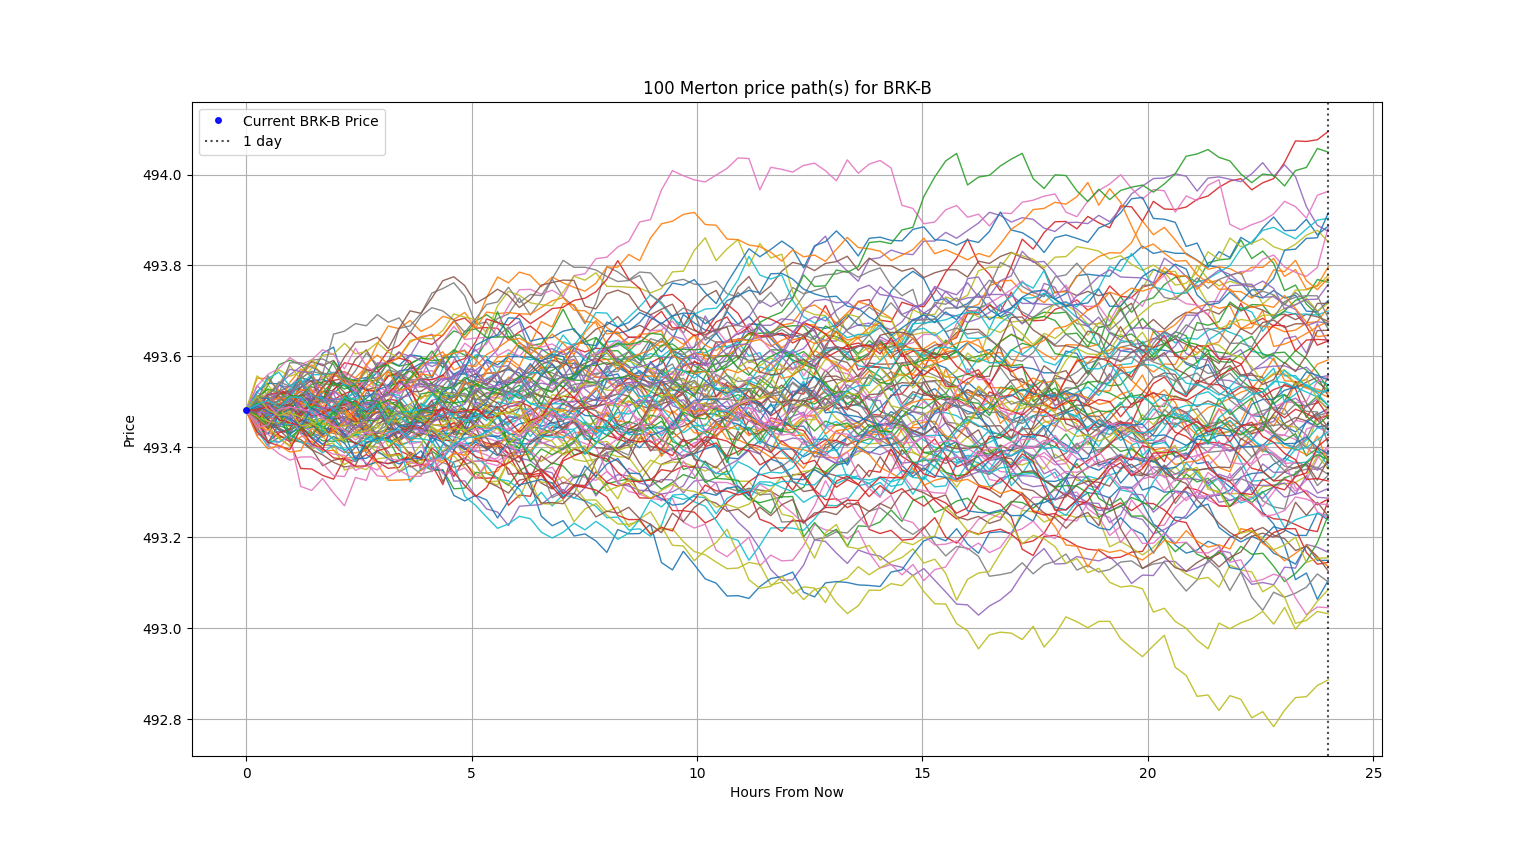 100 Merton price path(s) for BRK-B
Current BRK-B Price
1 day
494.0
493.8
493.6
493.4
493.2
493.0
492.8
Price
0 5 10 15 20 25
Hours From Now